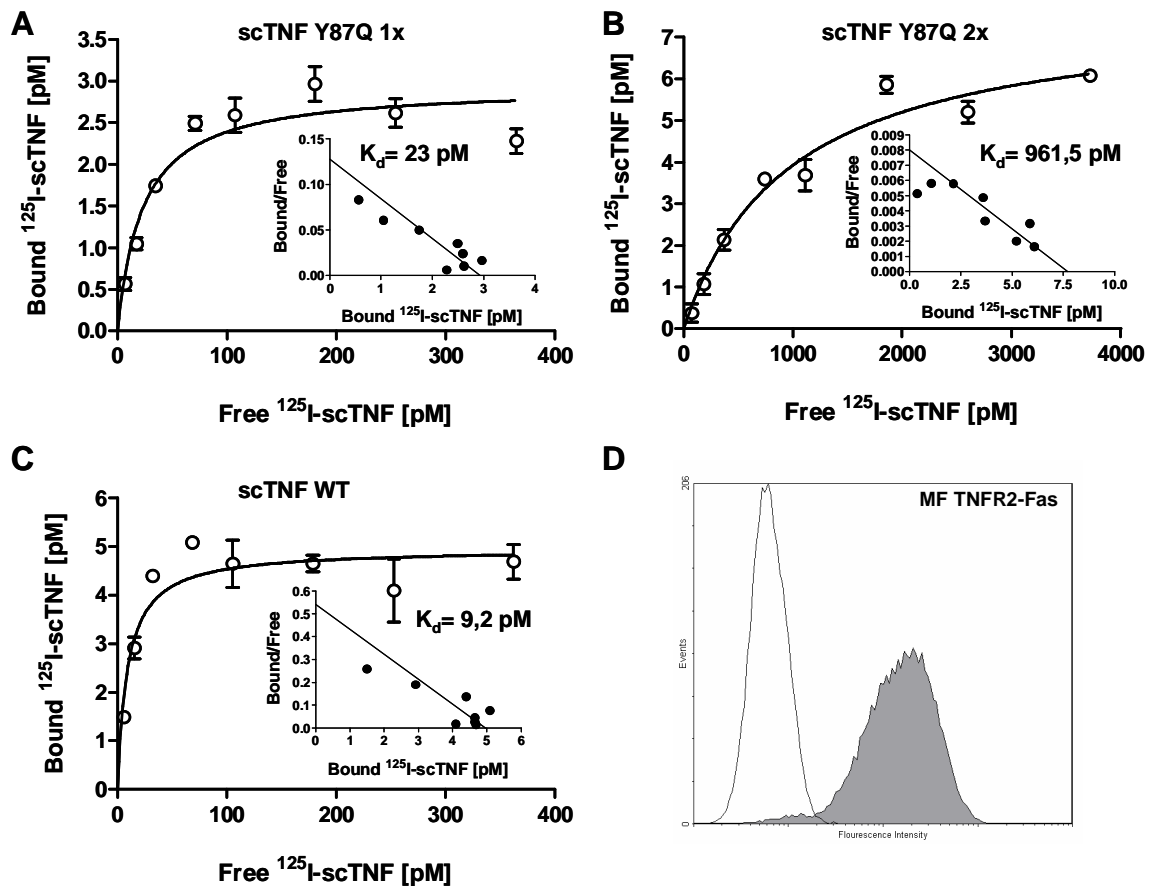 A
scTNF Y87Q 1x
Bound ¹²⁵I-scTNF [pM]
3.5
3.0
2.5
2.0
1.5
1.0
0.5
0.0
0 100 200 300 400
Free ¹²⁵I-scTNF [pM]
Kd= 23 pM
Bound/Free
0.15
0.10
0.05
0.00
0 1 2 3 4
Bound ¹²⁵I-scTNF [pM]
B
scTNF Y87Q 2x
Bound ¹²⁵I-scTNF [pM]
7
6
5
4
3
2
1
0
0 1000 2000 3000 4000
Free ¹²⁵I-scTNF [pM]
Kd= 961,5 pM
Bound/Free
0.009
0.008
0.007
0.006
0.005
0.004
0.003
0.002
0.001
0.000
0.0 2.5 5.0 7.5 10.0
Bound ¹²⁵I-scTNF [pM]
C
scTNF WT
Bound ¹²⁵I-scTNF [pM]
6
5
4
3
2
1
0
0 100 200 300 400
Free ¹²⁵I-scTNF [pM]
Kd= 9,2 pM
Bound/Free
0.6
0.5
0.4
0.3
0.2
0.1
0.0
0 1 2 3 4 5 6
Bound ¹²⁵I-scTNF [pM]
D
MF TNFR2-Fas
206
Events
0
Flourescence Intensity